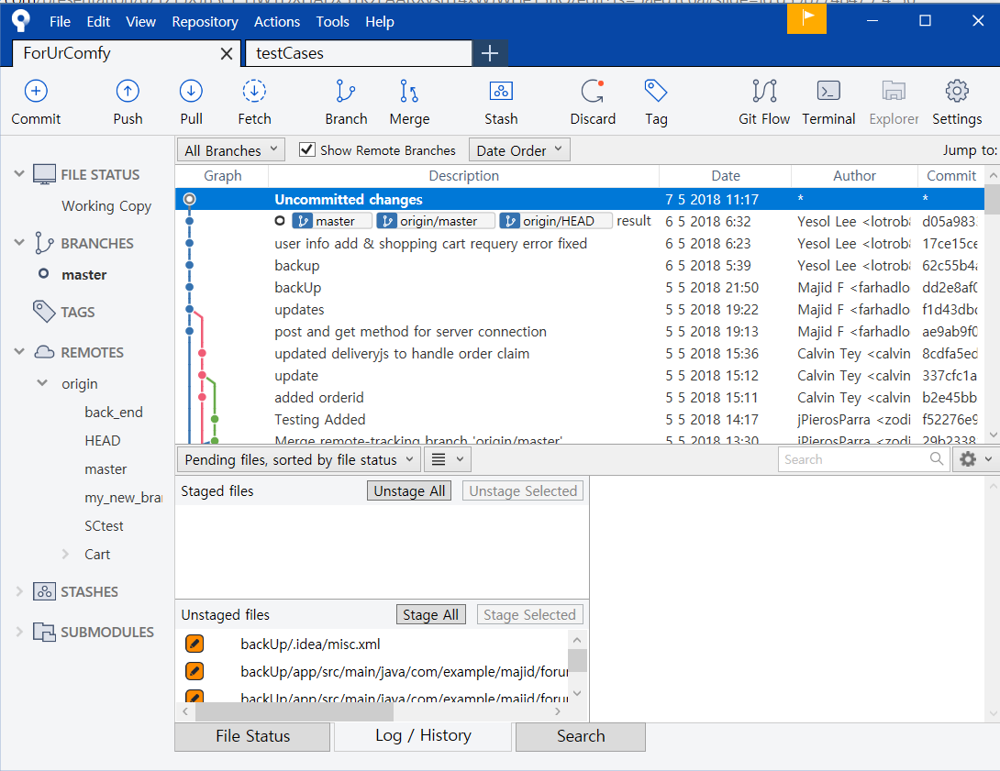 File Edit View Repository Actions Tools Help
ForUrComfy testCases
Commit Push Pull Fetch Branch Merge Stash Discard Tag Git Flow Terminal Explorer Settings
All Branches Show Remote Branches Date Order Jump to:
Graph Description Date Author Commit
Uncommitted changes 7 5 2018 11:17 * *
master origin/master origin/HEAD result 6 5 2018 6:32 Yesol Lee <lotrob8 d05a983
user info add & shopping cart requery error fixed 6 5 2018 6:23 Yesol Lee <lotrob8 17ce15ce
backup 6 5 2018 5:39 Yesol Lee <lotrob8 62c55b4a
backUp 5 5 2018 21:50 Majid F <farhadlo dd2e8af0
updates 5 5 2018 19:22 Majid F <farhadlo f1d43dbc
post and get method for server connection 5 5 2018 19:13 Majid F <farhadlo ae9ab9f0
updated deliveryjs to handle order claim 5 5 2018 15:36 Calvin Tey <calvin 8cdfa5ed
update 5 5 2018 15:12 Calvin Tey <calvin 337cfc1a
added orderid 5 5 2018 15:11 Calvin Tey <calvin b2e45bb
Testing Added 5 5 2018 14:17 jPierosParra <zodi f52276e9
Merge remote-tracking branch 'origin/master' 5 5 2018 13:30 jPierosParra <zodi 29b2338
FILE STATUS
Working Copy
BRANCHES
master
TAGS
REMOTES
origin
back_end
HEAD
master
my_new_bra
SCtest
Cart
STASHES
SUBMODULES
Pending files, sorted by file status Search
Staged files Unstage All Unstage Selected
Unstaged files Stage All Stage Selected
backUp/.idea/misc.xml
backUp/app/src/main/java/com/example/majid/foru
backUp/app/src/main/java/com/example/majid/foru
File Status Log / History Search